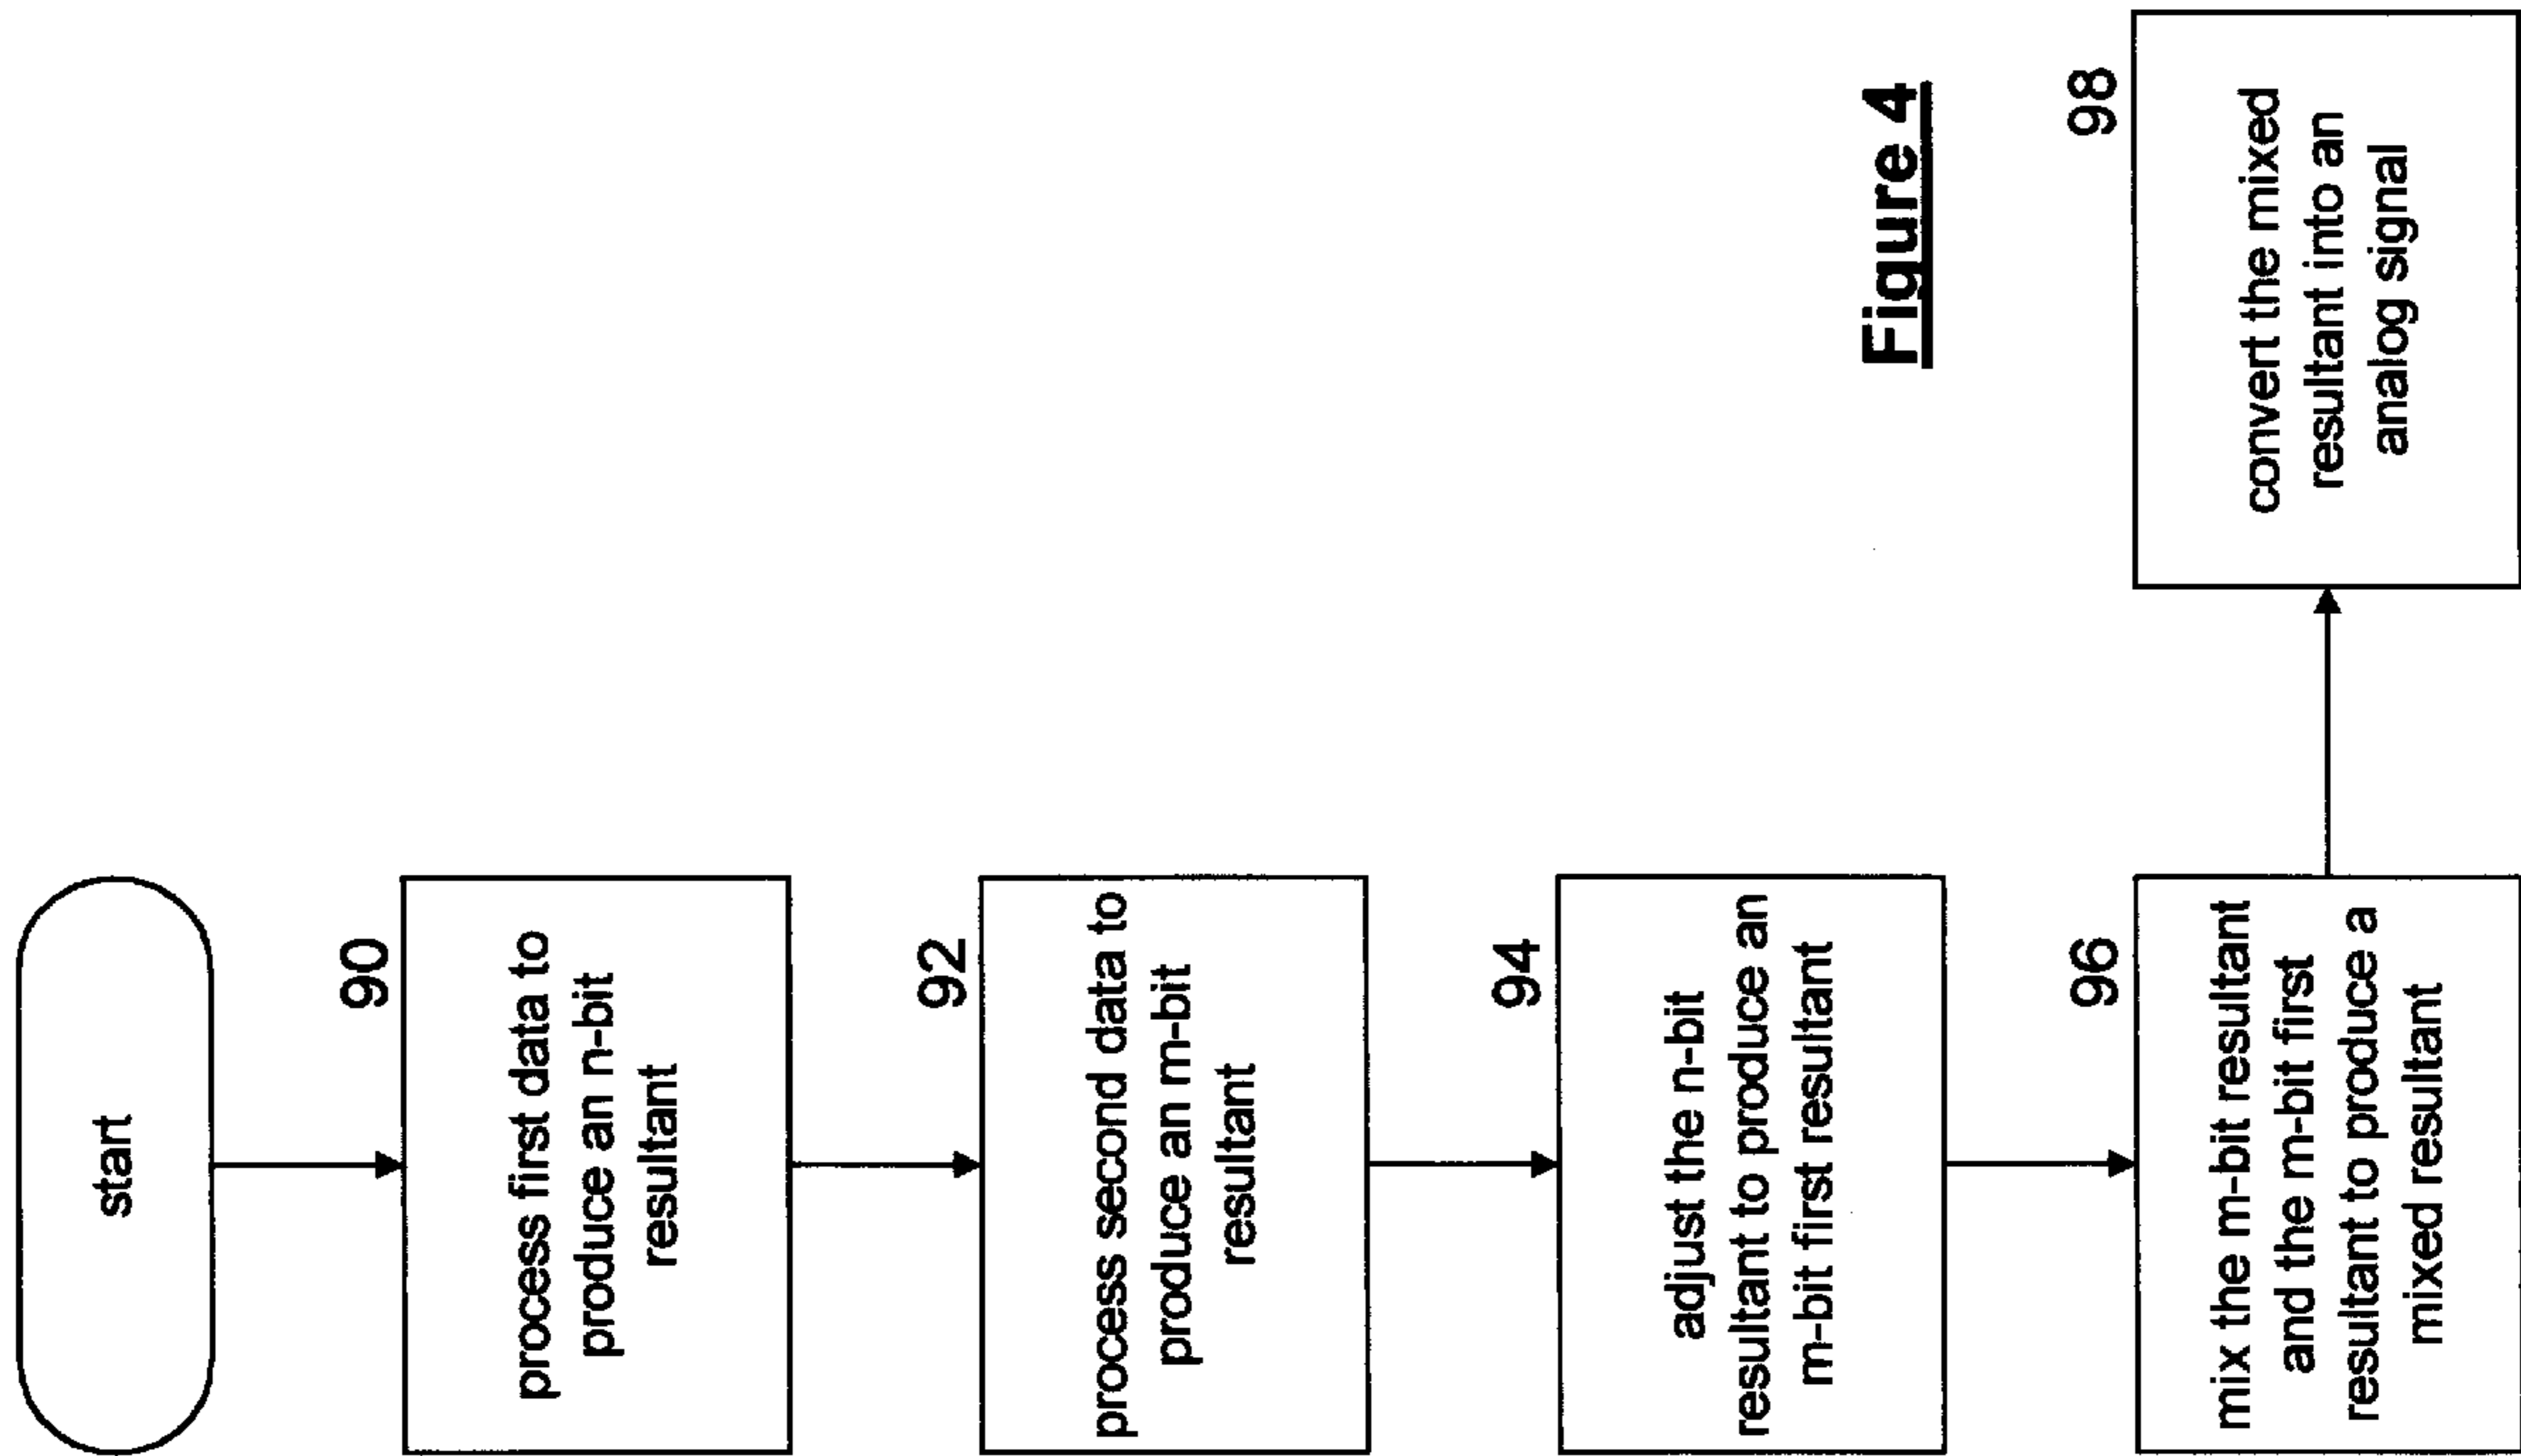 start
90
process first data to
produce an n-bit
resultant
92
process second data to
produce an m-bit
resultant
94
adjust the n-bit
resultant to produce an
m-bit first resultant
96
mix the m-bit resultant
and the m-bit first
resultant to produce a
mixed resultant
98
convert the mixed
resultant into an
analog signal
Figure 4